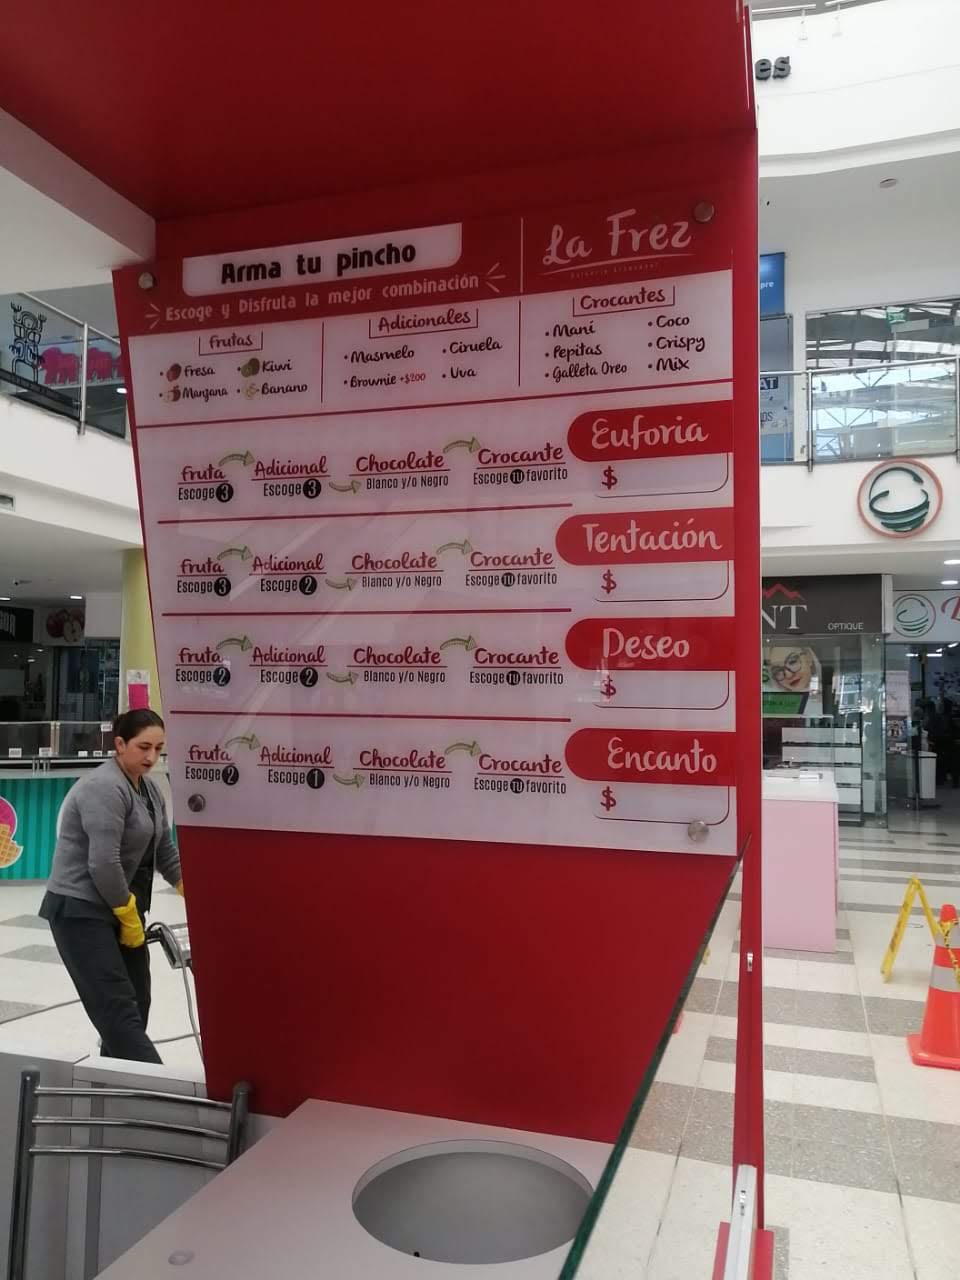 es
Arma tu pincho
Escoge y Disfruta la mejor combinación
La Frez
Frutas
• Fresa • Kiwi
• Manzana • Banano
Adicionales
• Masmelo • Ciruela
• Brownie +$200 • Uva
Crocantes
• Maní • Coco
• Pepitas • Crispy
• Galleta Oreo • Mix
Euforia
$
Fruta Adicional Chocolate Crocante
Escoge 3 Escoge 3 Blanco y/o Negro Escoge TU favorito
Tentación
$
Fruta Adicional Chocolate Crocante
Escoge 3 Escoge 2 Blanco y/o Negro Escoge TU favorito
Deseo
$
Fruta Adicional Chocolate Crocante
Escoge 2 Escoge 2 Blanco y/o Negro Escoge TU favorito
Encanto
$
Fruta Adicional Chocolate Crocante
Escoge 2 Escoge 1 Blanco y/o Negro Escoge TU favorito
NT
OPTIQUE